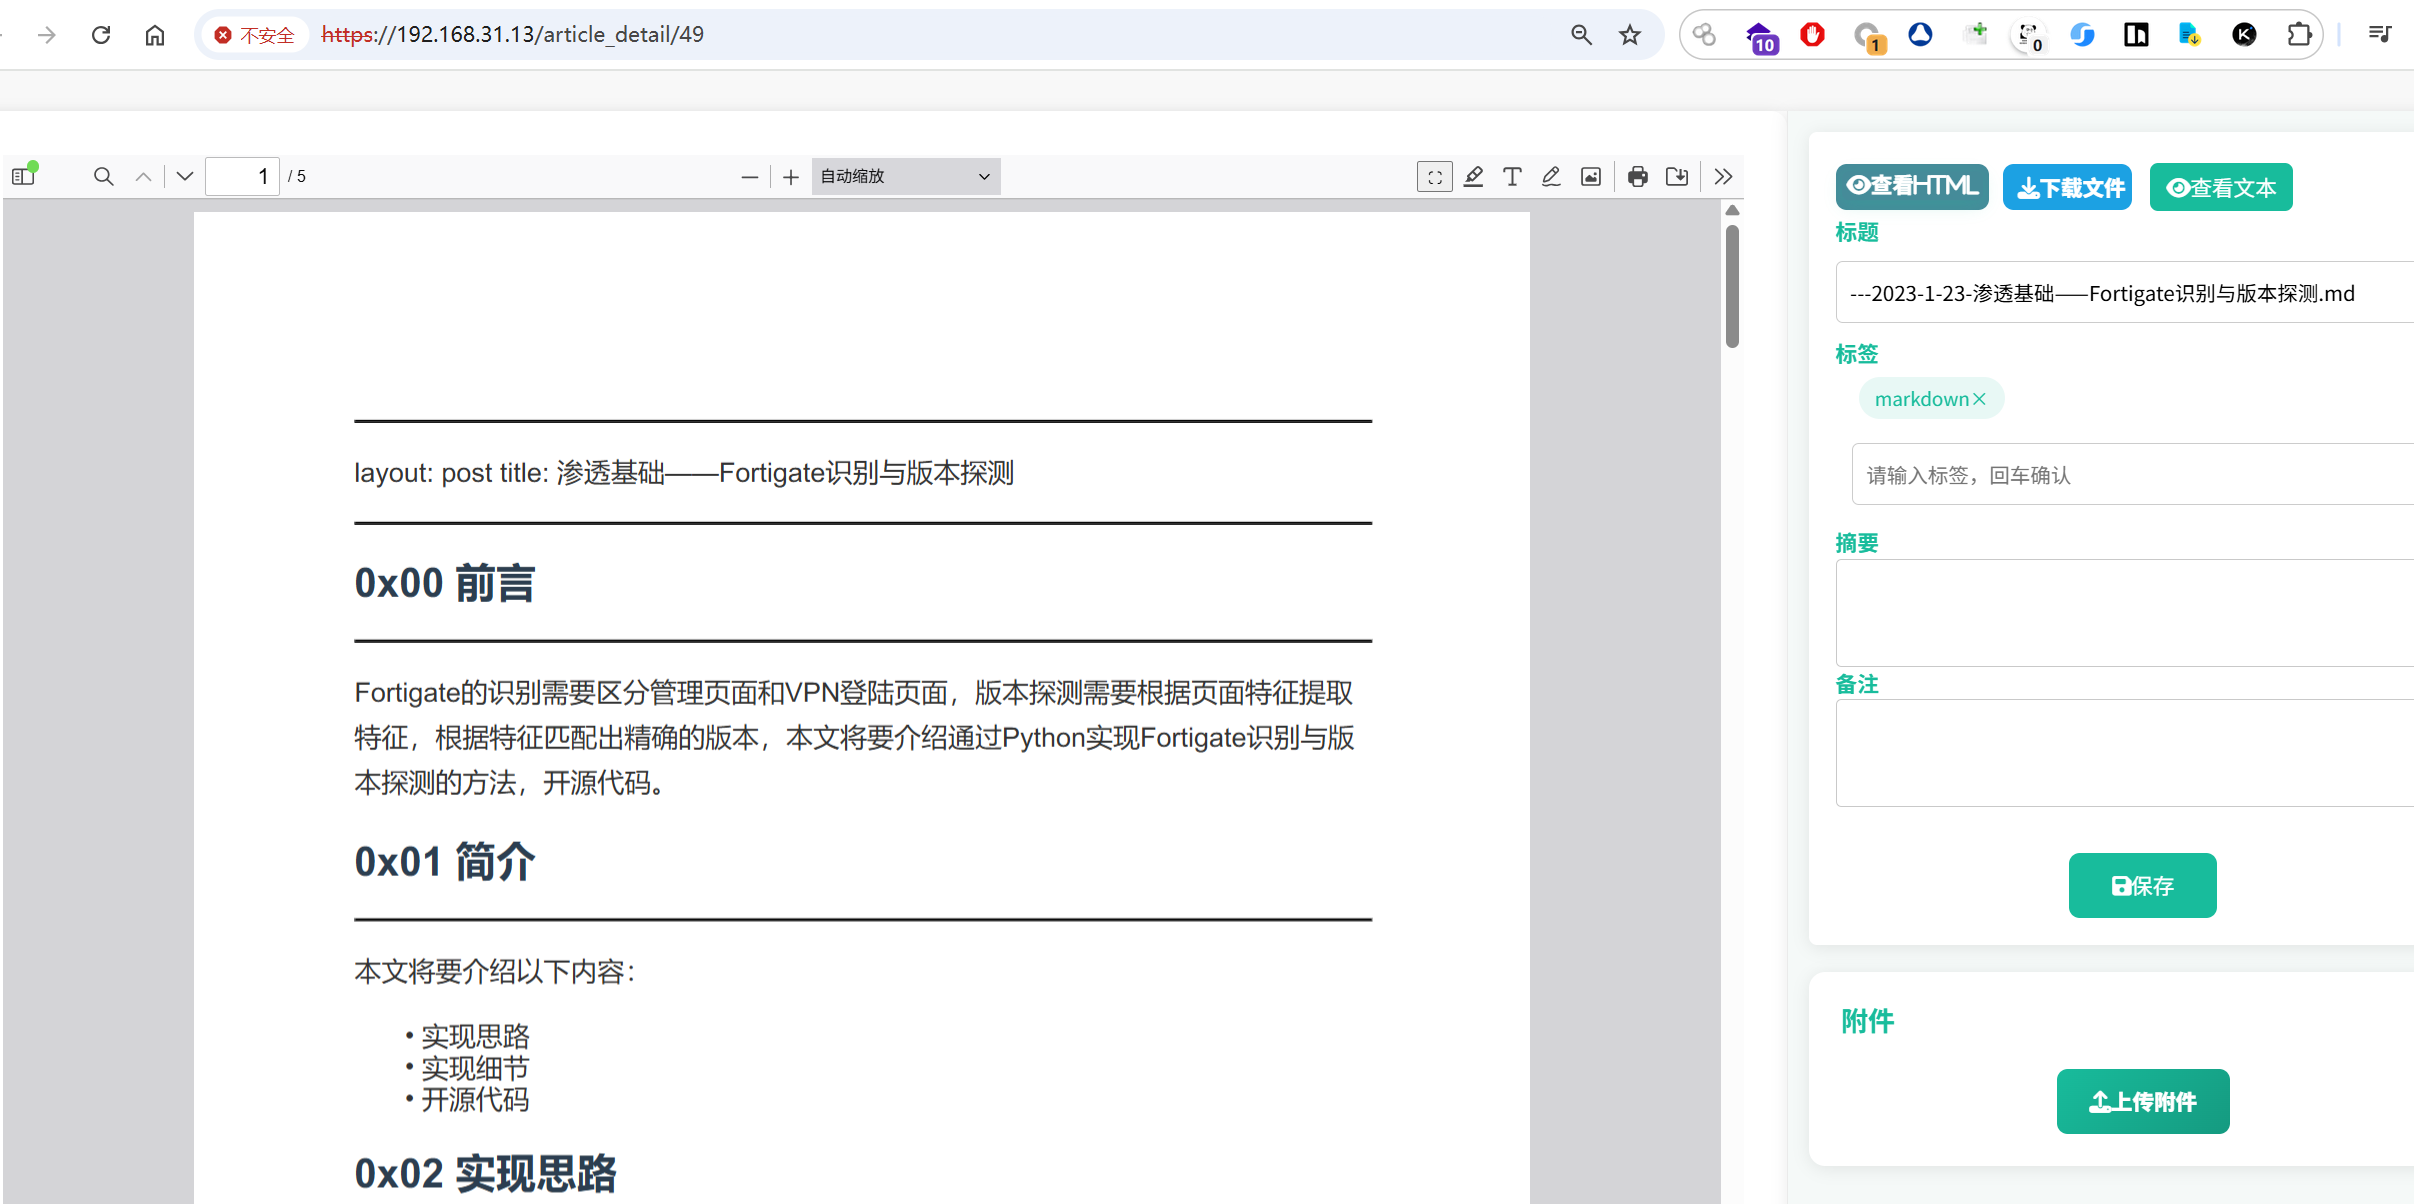 不安全 https://192.168.31.13/article_detail/49
10
1
0
1 / 5
自动缩放
layout: post title: 渗透基础——Fortigate识别与版本探测
0x00 前言
Fortigate的识别需要区分管理页面和VPN登陆页面，版本探测需要根据页面特征提取
特征，根据特征匹配出精确的版本，本文将要介绍通过Python实现Fortigate识别与版
本探测的方法，开源代码。
0x01 简介
本文将要介绍以下内容：
• 实现思路
• 实现细节
• 开源代码
0x02 实现思路
查看HTML 下载文件 查看文本
标题
---2023-1-23-渗透基础——Fortigate识别与版本探测.md
标签
markdown×
请输入标签，回车确认
摘要
备注
保存
附件
上传附件